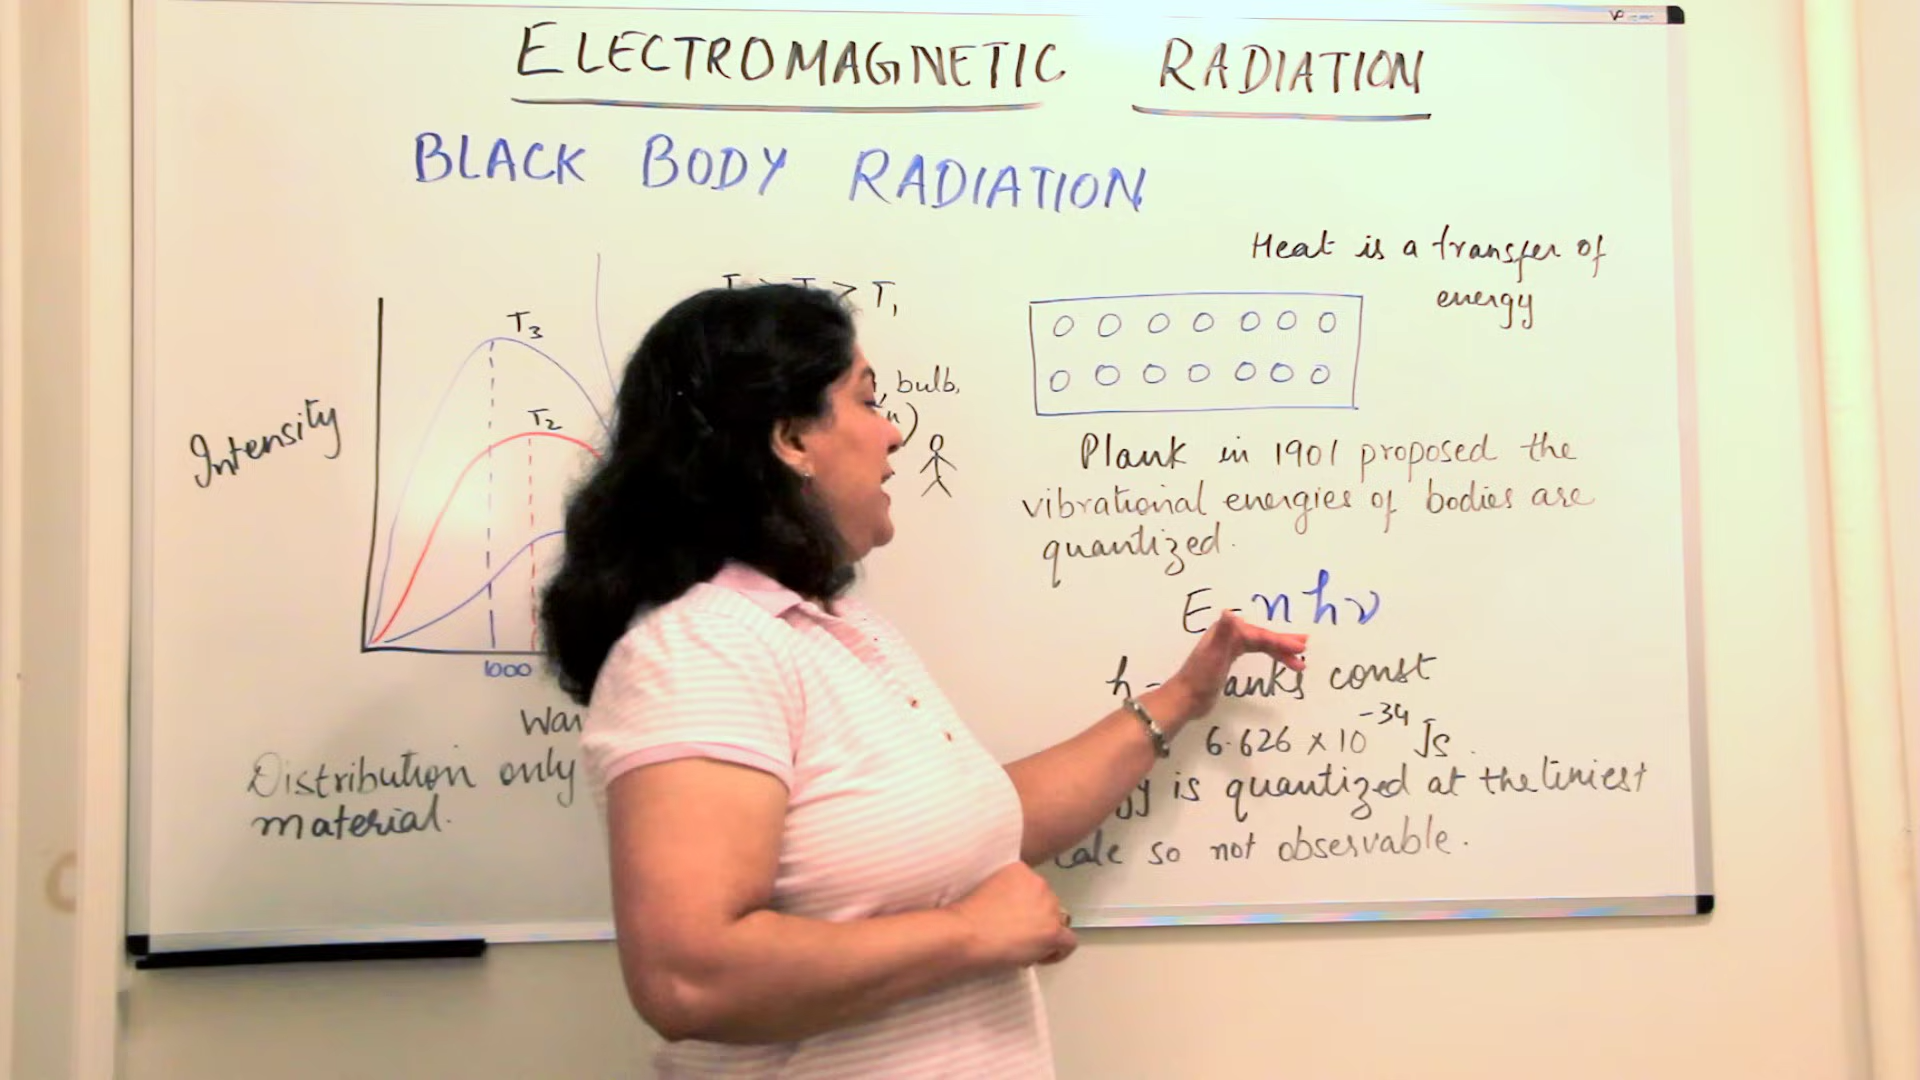 ELECTROMAGNETIC RADIATION
BLACK BODY RADIATION
> T₁
T₃
T₂
Intensity
1000
Distribution only
material.
bulb,
Heat is a transfer of
energy
Plank in 1901 proposed the
vibrational energies of bodies are
quantized.
E = nhν
h - const
6.626 × 10⁻³⁴ Js.
is quantized at the tiniest
so not observable.